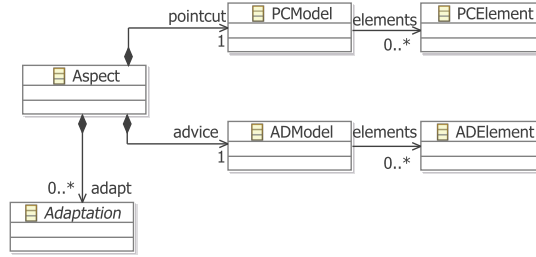 pointcut
PCModel
elements
PCElement
1
0..*
Aspect
advice
ADModel
elements
ADElement
1
0..*
0..*
adapt
Adaptation